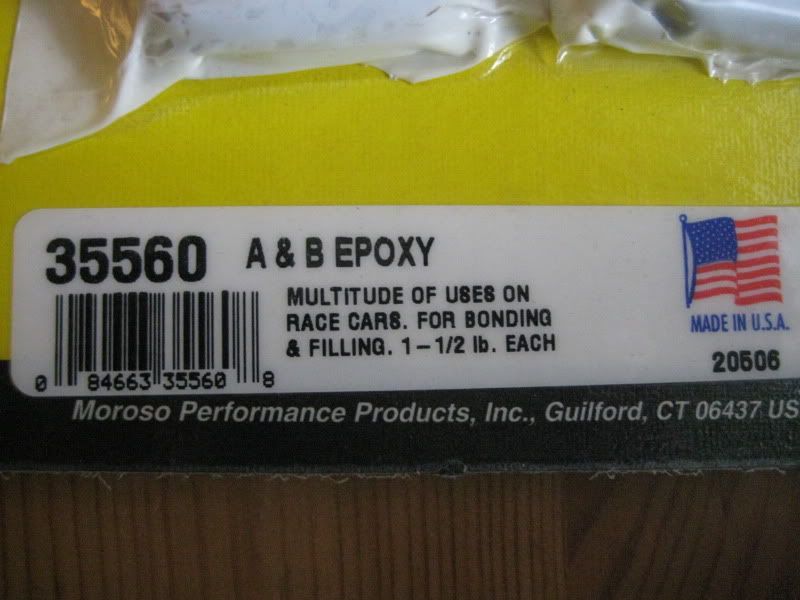 35560 A & B EPOXY
MULTITUDE OF USES ON
RACE CARS. FOR BONDING
& FILLING. 1-1/2 lb. EACH
0 84663 35560 8
MADE IN U.S.A.
20506
Moroso Performance Products, Inc., Guilford, CT 06437 US